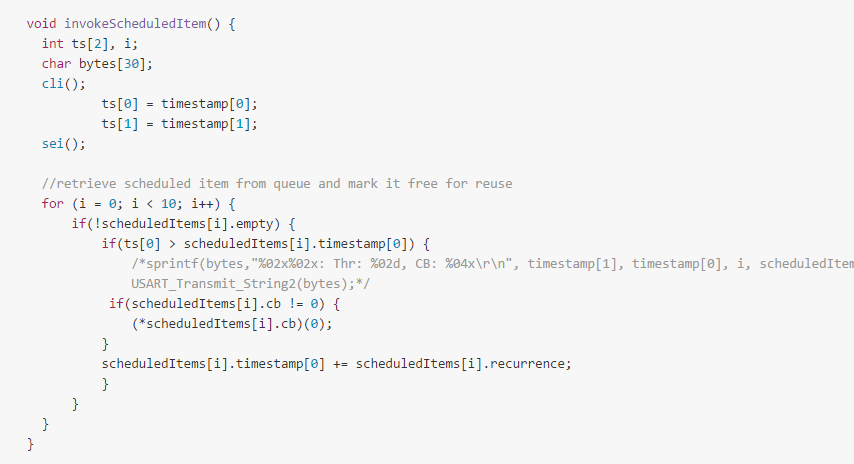 void invokeScheduledItem() {
  int ts[2], i;
  char bytes[30];
  cli();
          ts[0] = timestamp[0];
          ts[1] = timestamp[1];
  sei();

  //retrieve scheduled item from queue and mark it free for reuse
  for (i = 0; i < 10; i++) {
      if(!scheduledItems[i].empty) {
          if(ts[0] > scheduledItems[i].timestamp[0]) {
              /*sprintf(bytes,"%02x%02x: Thr: %02d, CB: %04x\r\n", timestamp[1], timestamp[0], i, scheduledItem
              USART_Transmit_String2(bytes);*/
           if(scheduledItems[i].cb != 0) {
              (*scheduledItems[i].cb)(0);
          }
          scheduledItems[i].timestamp[0] += scheduledItems[i].recurrence;
          }
      }
  }
}